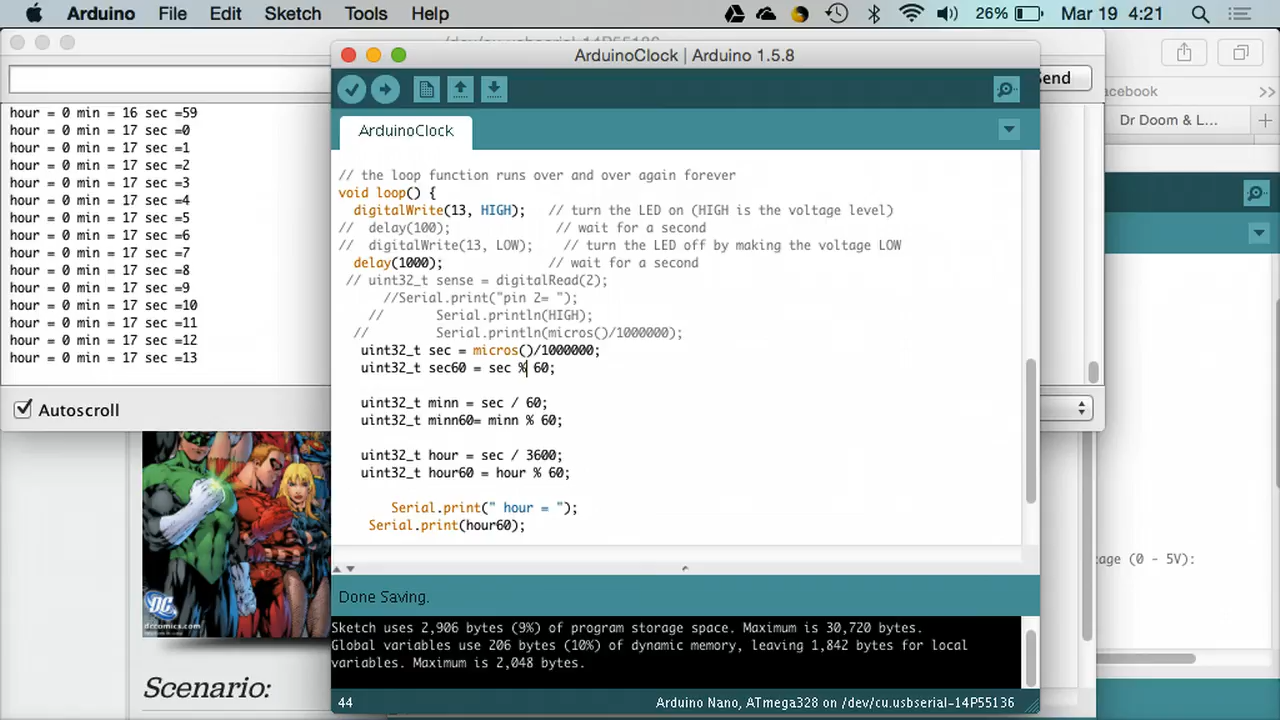 Arduino File Edit Sketch Tools Help 26% Mar 19 4:21
ArduinoClock | Arduino 1.5.8
Send
acebook
Dr Doom & L...
ArduinoClock
hour = 0 min = 16 sec =59
hour = 0 min = 17 sec =0
hour = 0 min = 17 sec =1
hour = 0 min = 17 sec =2
hour = 0 min = 17 sec =3
hour = 0 min = 17 sec =4
hour = 0 min = 17 sec =5
hour = 0 min = 17 sec =6
hour = 0 min = 17 sec =7
hour = 0 min = 17 sec =8
hour = 0 min = 17 sec =9
hour = 0 min = 17 sec =10
hour = 0 min = 17 sec =11
hour = 0 min = 17 sec =12
hour = 0 min = 17 sec =13
Autoscroll
// the loop function runs over and over again forever
void loop() {
digitalWrite(13, HIGH); // turn the LED on (HIGH is the voltage level)
// delay(100); // wait for a second
// digitalWrite(13, LOW); // turn the LED off by making the voltage LOW
delay(1000); // wait for a second
// uint32_t sense = digitalRead(2);
//Serial.print("pin 2= ");
// Serial.println(HIGH);
// Serial.println(micros()/1000000);
uint32_t sec = micros()/1000000;
uint32_t sec60 = sec % 60;
uint32_t minn = sec / 60;
uint32_t minn60= minn % 60;
uint32_t hour = sec / 3600;
uint32_t hour60 = hour % 60;
Serial.print(" hour = ");
Serial.print(hour60);
tage (0 - 5V):
DC
dccomics.com
Scenario:
Done Saving.
Sketch uses 2,906 bytes (9%) of program storage space. Maximum is 30,720 bytes.
Global variables use 206 bytes (10%) of dynamic memory, leaving 1,842 bytes for local
variables. Maximum is 2,048 bytes.
44 Arduino Nano, ATmega328 on /dev/cu.usbserial-14P55136